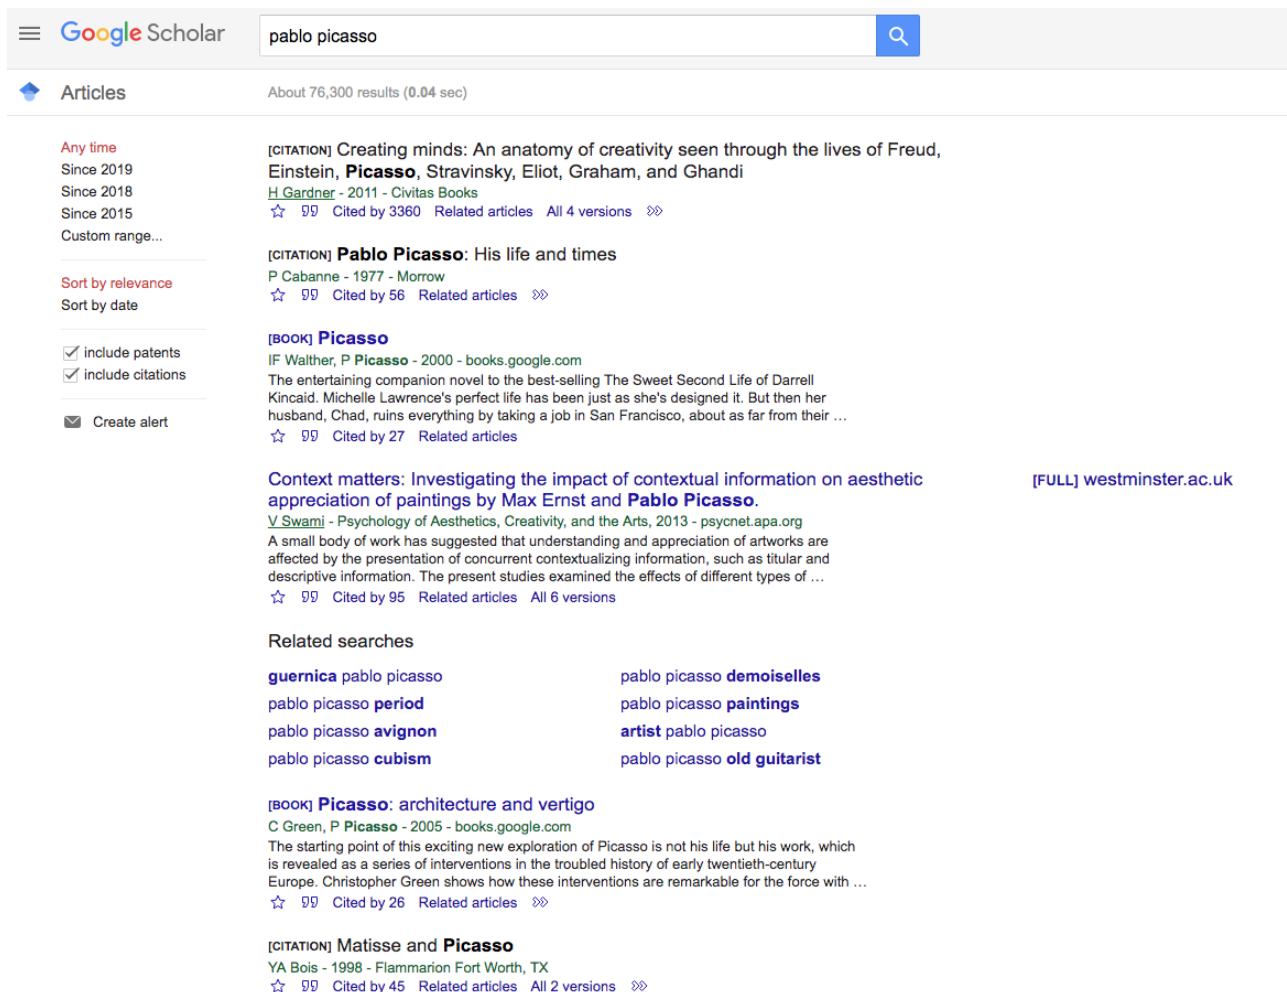 Google Scholar
pablo picasso
Articles
About 76,300 results (0.04 sec)
Any time
Since 2019
Since 2018
Since 2015
Custom range...
Sort by relevance
Sort by date
include patents
include citations
Create alert
[CITATION] Creating minds: An anatomy of creativity seen through the lives of Freud,
Einstein, Picasso, Stravinsky, Eliot, Graham, and Ghandi
H Gardner - 2011 - Civitas Books
Cited by 3360 Related articles All 4 versions
[CITATION] Pablo Picasso: His life and times
P Cabanne - 1977 - Morrow
Cited by 56 Related articles
[BOOK] Picasso
IF Walther, P Picasso - 2000 - books.google.com
The entertaining companion novel to the best-selling The Sweet Second Life of Darrell
Kincaid. Michelle Lawrence's perfect life has been just as she's designed it. But then her
husband, Chad, ruins everything by taking a job in San Francisco, about as far from their ...
Cited by 27 Related articles
Context matters: Investigating the impact of contextual information on aesthetic
appreciation of paintings by Max Ernst and Pablo Picasso.
[FULL] westminster.ac.uk
V Swami - Psychology of Aesthetics, Creativity, and the Arts, 2013 - psycnet.apa.org
A small body of work has suggested that understanding and appreciation of artworks are
affected by the presentation of concurrent contextualizing information, such as titular and
descriptive information. The present studies examined the effects of different types of ...
Cited by 95 Related articles All 6 versions
Related searches
guernica pablo picasso
pablo picasso demoiselles
pablo picasso period
pablo picasso paintings
pablo picasso avignon
artist pablo picasso
pablo picasso cubism
pablo picasso old guitarist
[BOOK] Picasso: architecture and vertigo
C Green, P Picasso - 2005 - books.google.com
The starting point of this exciting new exploration of Picasso is not his life but his work, which
is revealed as a series of interventions in the troubled history of early twentieth-century
Europe. Christopher Green shows how these interventions are remarkable for the force with ...
Cited by 26 Related articles
[CITATION] Matisse and Picasso
YA Bois - 1998 - Flammarion Fort Worth, TX
Cited by 45 Related articles All 2 versions